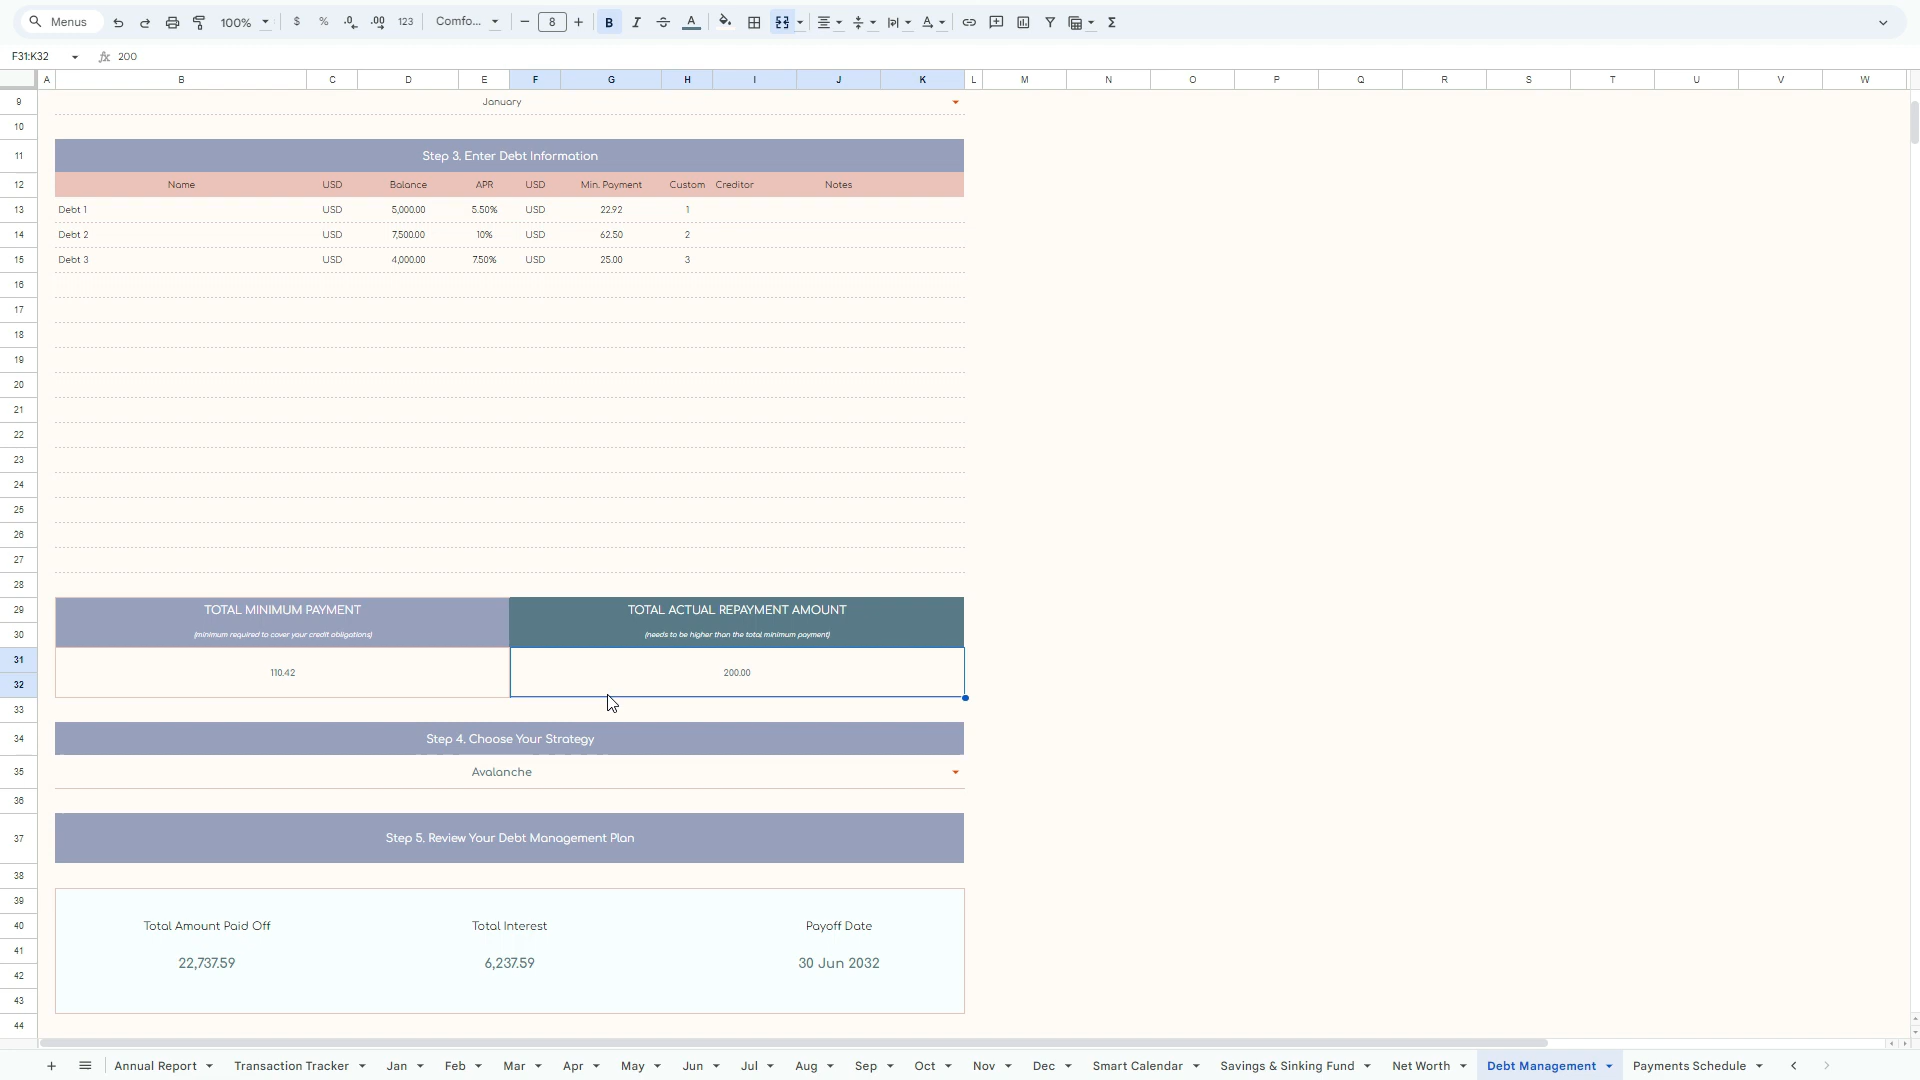 Menus 100% $ % .0 .00 123 Comfo... 8 B I A Σ
F31:K32 fx 200
A B C D E F G H I J K L M N O P Q R S T U V W
9 January
10
11 Step 3. Enter Debt Information
12 Name USD Balance APR USD Min. Payment Custom Creditor Notes
13 Debt 1 USD 5,000.00 5.50% USD 22.92 1
14 Debt 2 USD 7,500.00 10% USD 62.50 2
15 Debt 3 USD 4,000.00 7.50% USD 25.00 3
16
17
18
19
20
21
22
23
24
25
26
27
28
29 TOTAL MINIMUM PAYMENT TOTAL ACTUAL REPAYMENT AMOUNT
30 (minimum required to cover your credit obligations) (needs to be higher than the total minimum payment)
31
110.42 200.00
32
33
34 Step 4. Choose Your Strategy
35 Avalanche
36
37 Step 5. Review Your Debt Management Plan
38
39
40 Total Amount Paid Off Total Interest Payoff Date
41
22,737.59 6,237.59 30 Jun 2032
42
43
44
Annual Report Transaction Tracker Jan Feb Mar Apr May Jun Jul Aug Sep Oct Nov Dec Smart Calendar Savings & Sinking Fund Net Worth Debt Management Payments Schedule